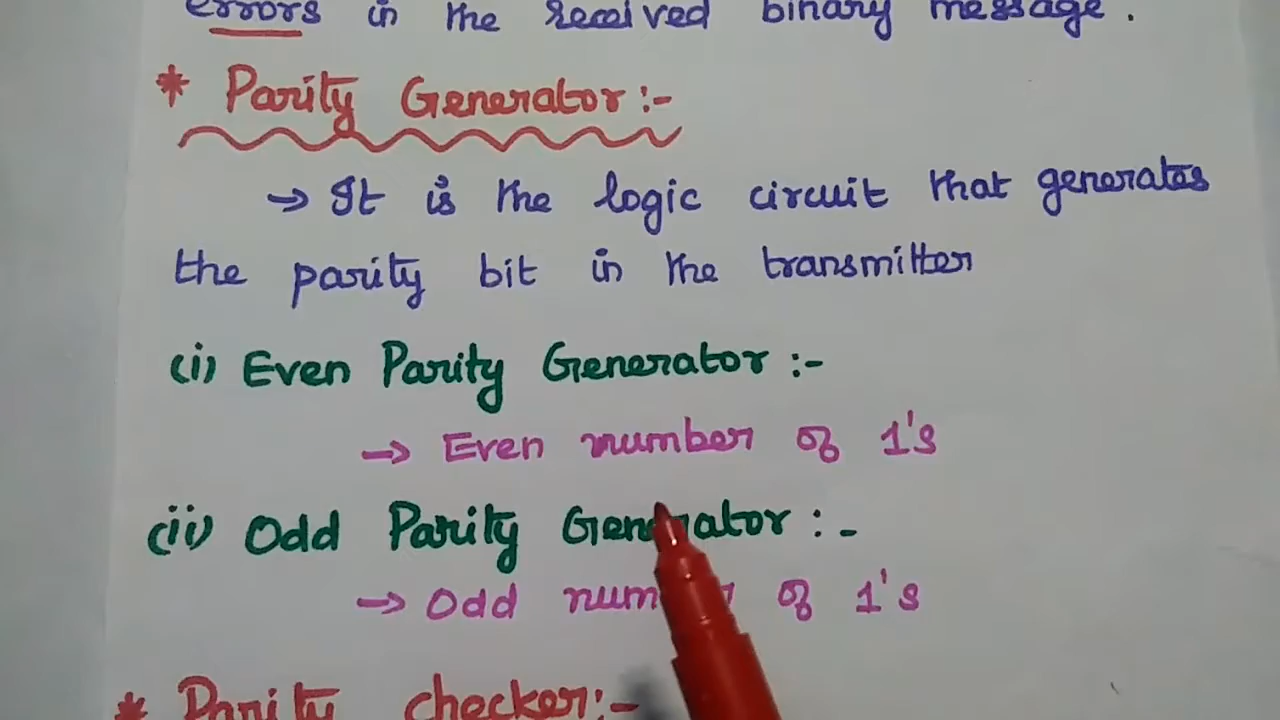 errors in the received binary message.
* Parity Generator :-
→ It is the logic circuit that generates
the parity bit in the transmitter
(i) Even Parity Generator :-
→ Even number of 1's
(ii) Odd Parity Generator :-
→ Odd number of 1's
* Parity checker :-